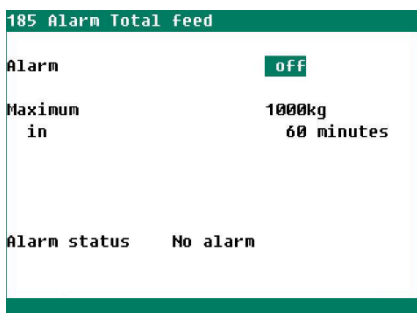 185 Alarm Total feed
Alarm off
Maximum 1000kg
in 60 minutes
Alarm status No alarm